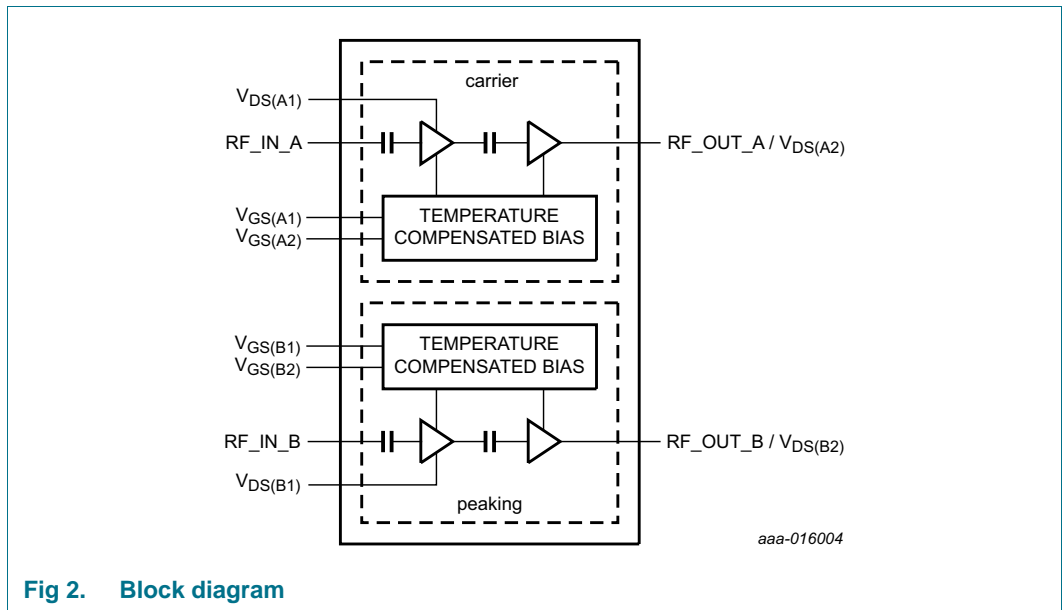 carrier
V_DS(A1)
RF_IN_A
RF_OUT_A / V_DS(A2)
V_GS(A1)
V_GS(A2)
TEMPERATURE
COMPENSATED BIAS
V_GS(B1)
V_GS(B2)
TEMPERATURE
COMPENSATED BIAS
RF_IN_B
RF_OUT_B / V_DS(B2)
V_DS(B1)
peaking
aaa-016004
Fig 2. Block diagram